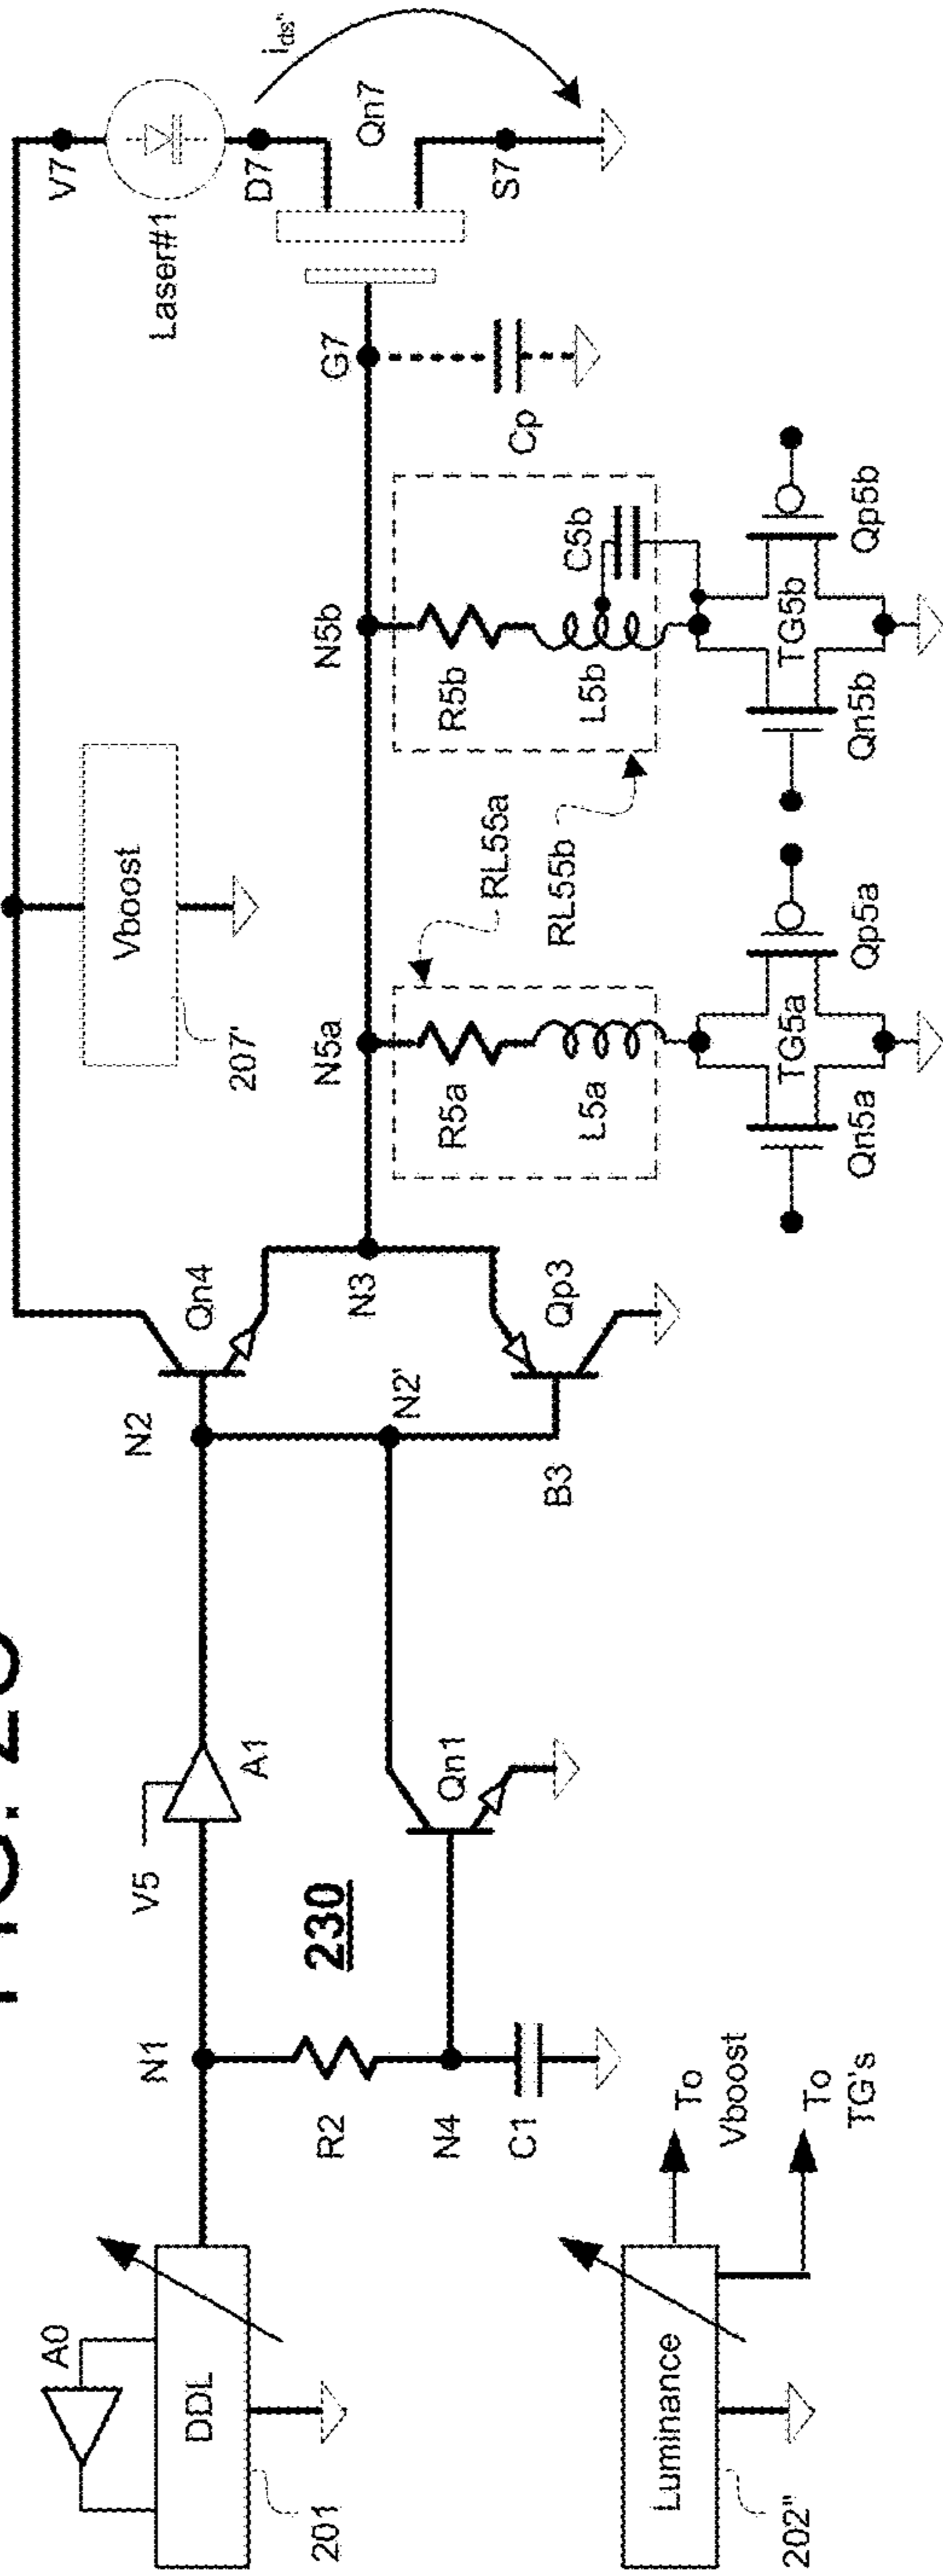 FIG.
V7
Laser#1
D7
Qn7
i_ds"
S7
Vboost
207'
Qn4
N2
N3
N2'
Qp3
B3
G7
Cp
N5a
N5b
R5a
L5a
R5b
L5b
C5b
RL55a
RL55b
TG5a
Qn5a
Qp5a
TG5b
Qn5b
Qp5b
V5
A1
N1
230
R2
N4
C1
Qn1
A0
DDL
201
Luminance
202"
To
Vboost
To
TG's